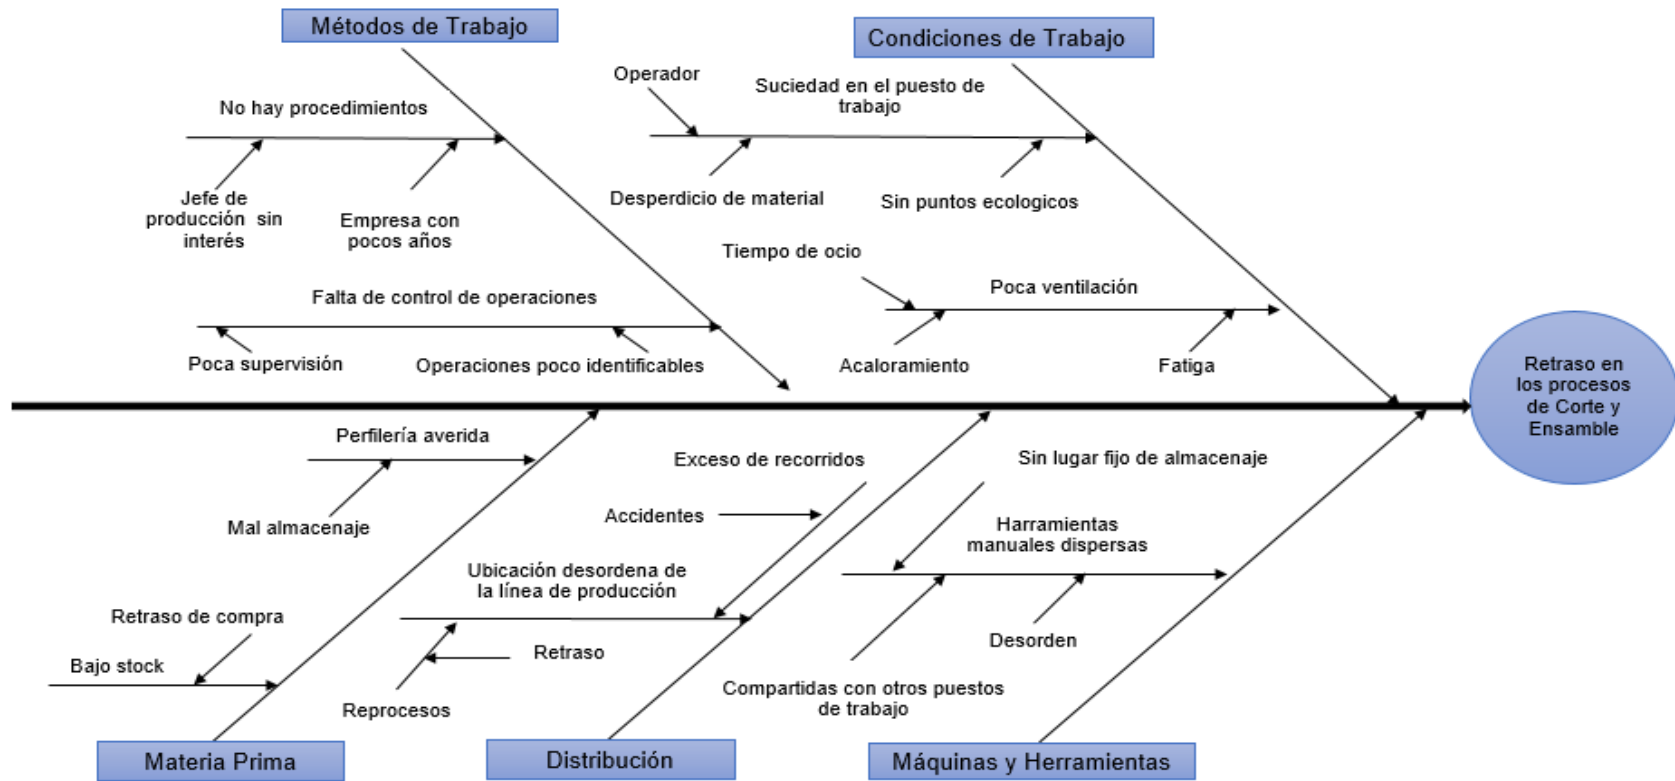 Métodos de Trabajo
Condiciones de Trabajo
Operador
Suciedad en el puesto de
trabajo
No hay procedimientos
Jefe de
producción sin
interés
Empresa con
pocos años
Desperdicio de material
Sin puntos ecologicos
Tiempo de ocio
Poca ventilación
Falta de control de operaciones
Poca supervisión
Operaciones poco identificables
Acaloramiento
Fatiga
Retraso en
los procesos
de Corte y
Ensamble
Perfilería averida
Mal almacenaje
Exceso de recorridos
Accidentes
Sin lugar fijo de almacenaje
Harramientas
manuales dispersas
Ubicación desordena de
la línea de producción
Retraso de compra
Bajo stock
Retraso
Reprocesos
Desorden
Compartidas con otros puestos
de trabajo
Materia Prima
Distribución
Máquinas y Herramientas